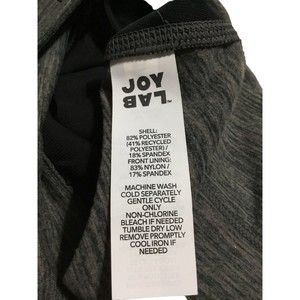 JOY
LAB™
SHELL:
82% POLYESTER
(41% RECYCLED
POLYESTER) /
18% SPANDEX
FRONT LINING:
83% NYLON /
17% SPANDEX
MACHINE WASH
COLD SEPARATELY
GENTLE CYCLE
ONLY
NON-CHLORINE
BLEACH IF NEEDED
TUMBLE DRY LOW
REMOVE PROMPTLY
COOL IRON IF
NEEDED